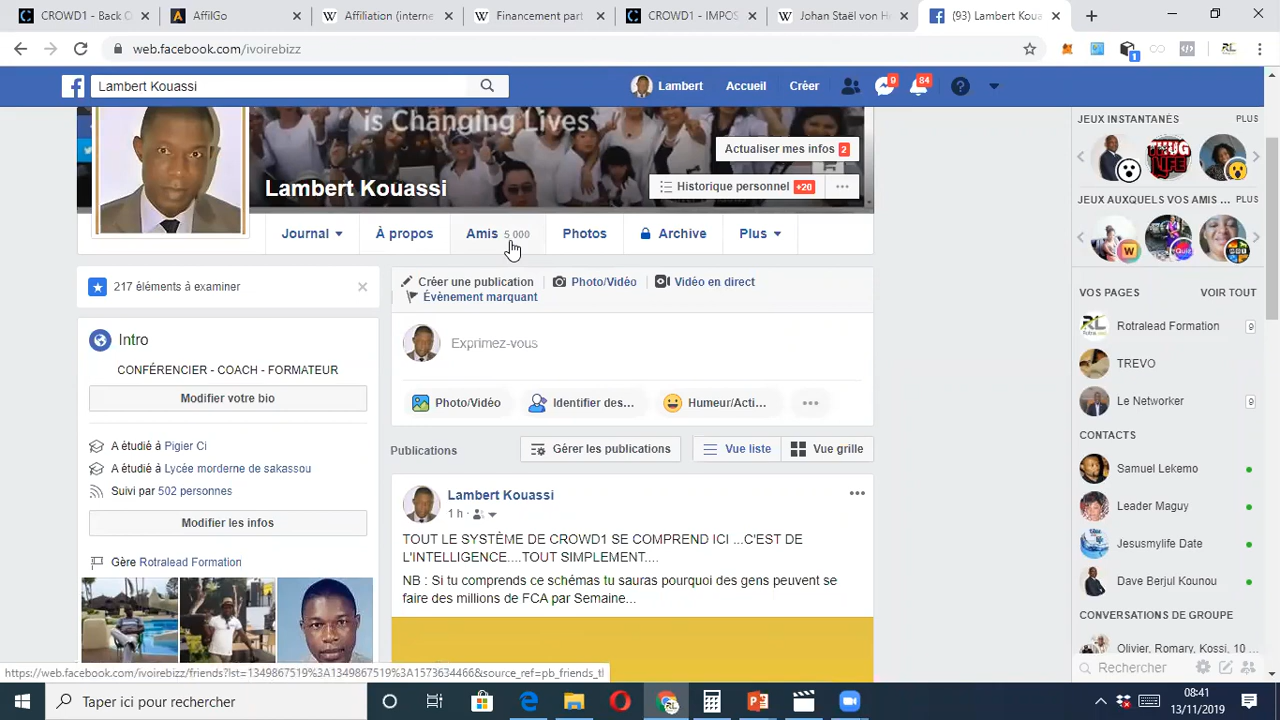 CROWD1 - Back O
AffilGo
Affiliation (interne
Financement part
CROWD1 - IMPOS
Johan Staël von H
(93) Lambert Koua
web.facebook.com/ivoirebizz
Lambert Kouassi
Lambert
Accueil
Créer
9
84
is Changing Lives
Actualiser mes infos 2
Lambert Kouassi
Historique personnel +20
Journal
À propos
Amis 5 000
Photos
Archive
Plus
217 éléments à examiner
Intro
CONFÉRENCIER - COACH - FORMATEUR
Modifier votre bio
A étudié à Pigier Ci
A étudié à Lycée morderne de sakassou
Suivi par 502 personnes
Modifier les infos
Gère Rotralead Formation
Créer une publication
Photo/Vidéo
Vidéo en direct
Évènement marquant
Exprimez-vous
Photo/Vidéo
Identifier des...
Humeur/Acti...
Publications
Gérer les publications
Vue liste
Vue grille
Lambert Kouassi
1 h
TOUT LE SYSTÈME DE CROWD1 SE COMPREND ICI ...C'EST DE
L'INTELLIGENCE....TOUT SIMPLEMENT....
NB : Si tu comprends ce schémas tu sauras pourquoi des gens peuvent se
faire des millions de FCA par Semaine...
JEUX INSTANTANÉS PLUS
THUG
LIFE
JEUX AUXQUELS VOS AMIS ... PLUS
VOS PAGES VOIR TOUT
Rotralead Formation 9
TREVO
Le Networker 9
CONTACTS
Samuel Lekemo
Leader Maguy
Jesusmylife Date
Dave Berjul Kounou
CONVERSATIONS DE GROUPE
Olivier, Romary, Kossi, 10 ...
Rechercher
https://web.facebook.com/ivoirebizz/friends?lst=1349867519%3A1349867519%3A1573634466&source_ref=pb_friends_tl
Taper ici pour rechercher
08:41
13/11/2019